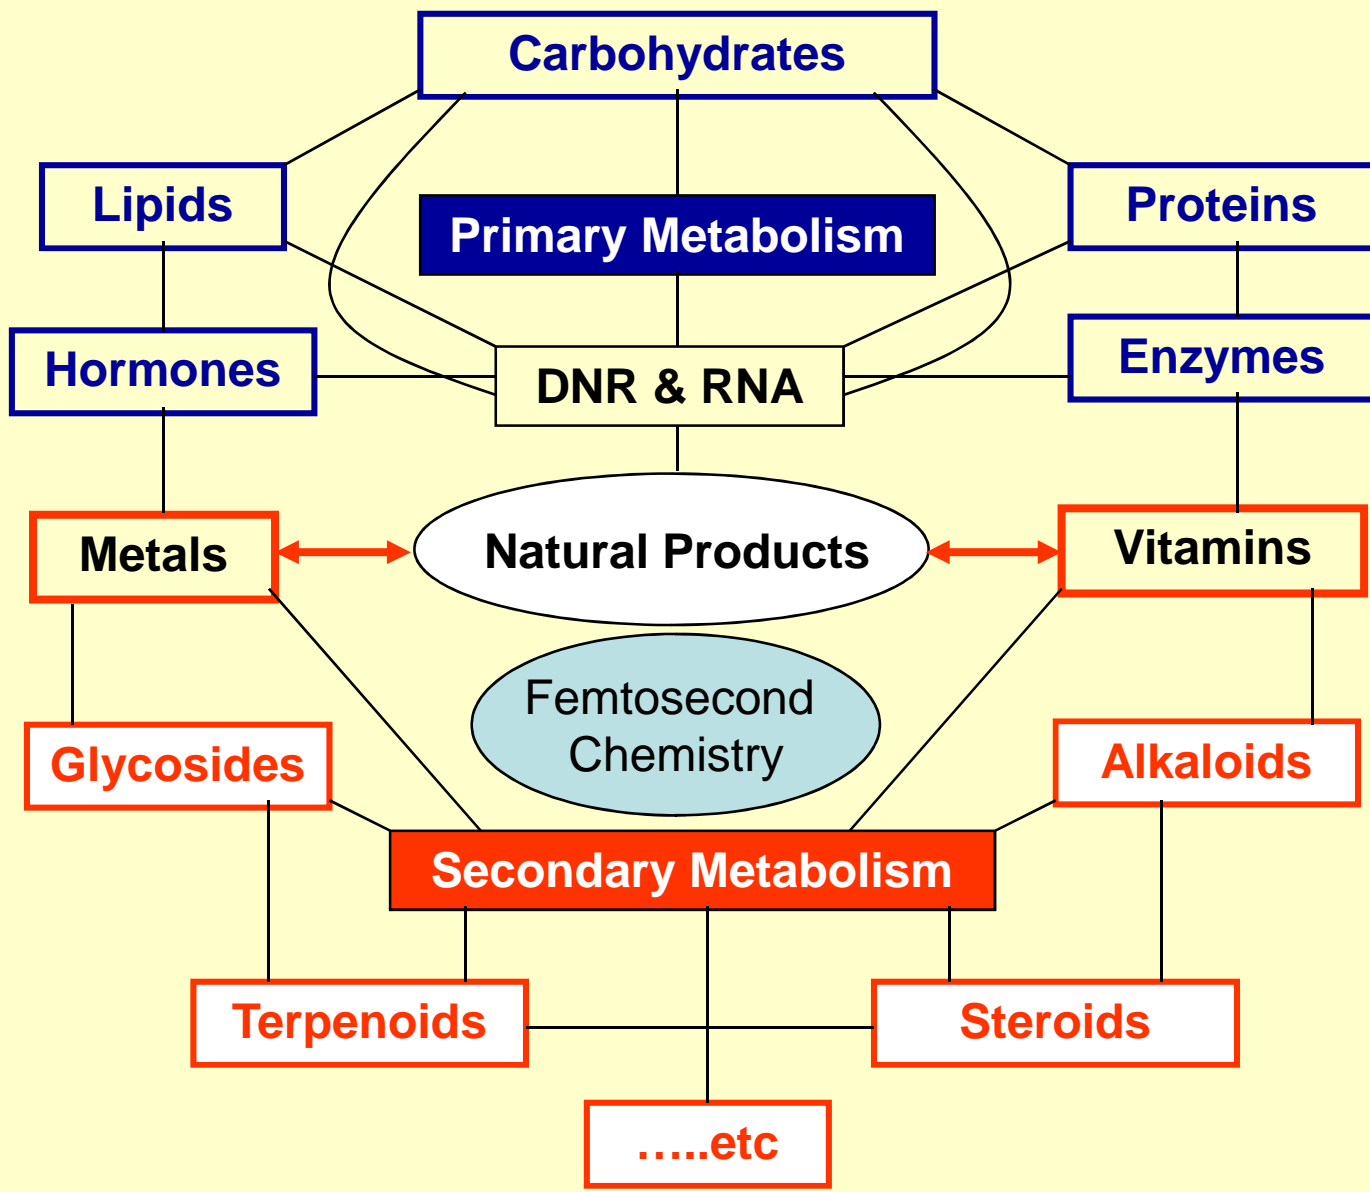 Carbohydrates
Lipids
Primary Metabolism
Proteins
Hormones
DNR & RNA
Enzymes
Metals
Natural Products
Vitamins
Femtosecond
Chemistry
Glycosides
Alkaloids
Secondary Metabolism
Terpenoids
Steroids
…..etc